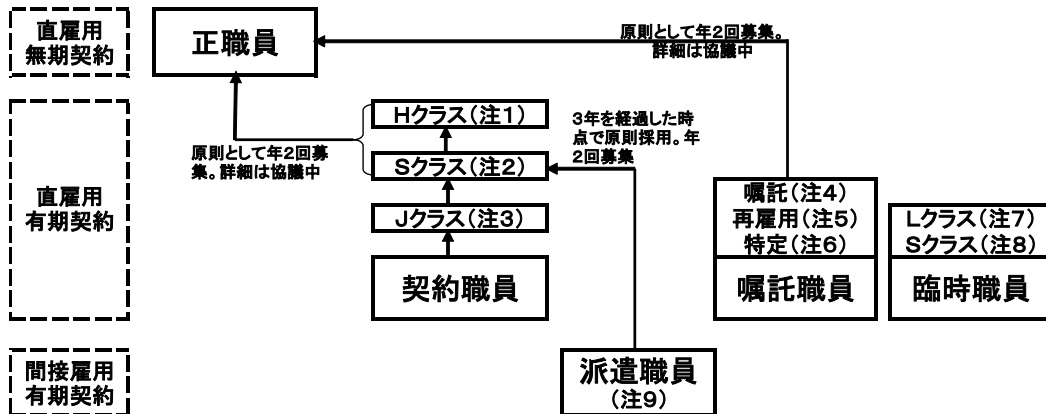 直雇用
無期契約
正職員
原則として年2回募集。
詳細は協議中
Hクラス(注1)
3年を経過した時
点で原則採用。年
2回募集
原則として年2回募
集。詳細は協議中
Sクラス(注2)
直雇用
有期契約
Jクラス(注3)
契約職員
嘱託(注4)
再雇用(注5)
特定(注6)
嘱託職員
Lクラス(注7)
Sクラス(注8)
臨時職員
間接雇用
有期契約
派遣職員
(注9)